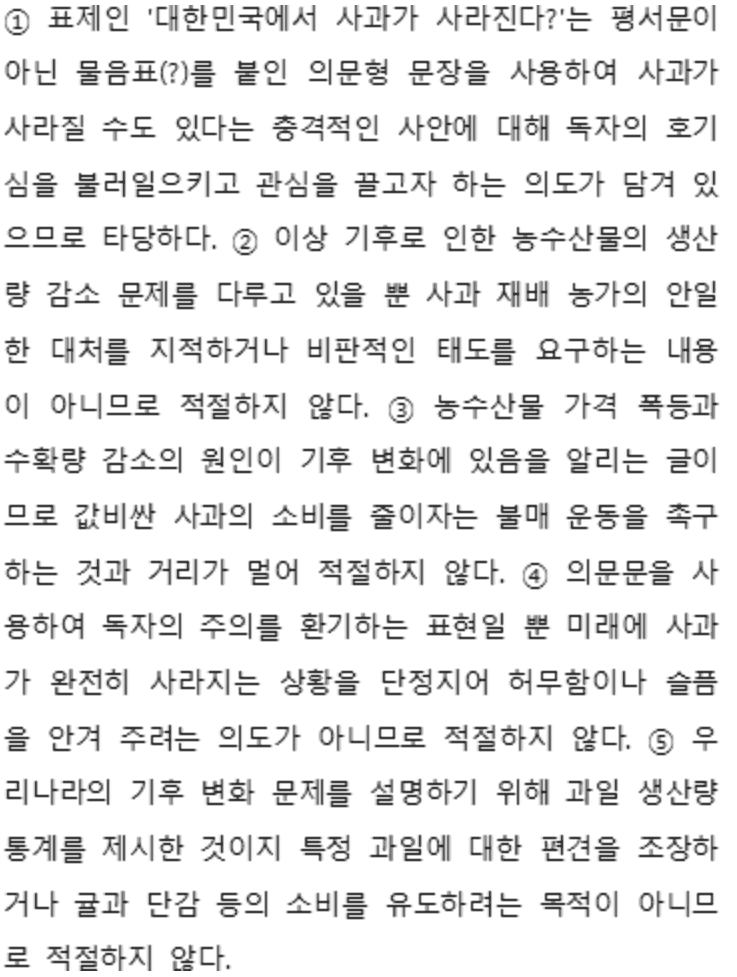 ① 표제인 '대한민국에서 사과가 사라진다?'는 평서문이
아닌 물음표(?)를 붙인 의문형 문장을 사용하여 사과가
사라질 수도 있다는 충격적인 사안에 대해 독자의 호기
심을 불러일으키고 관심을 끌고자 하는 의도가 담겨 있
으므로 타당하다. ② 이상 기후로 인한 농수산물의 생산
량 감소 문제를 다루고 있을 뿐 사과 재배 농가의 안일
한 대처를 지적하거나 비판적인 태도를 요구하는 내용
이 아니므로 적절하지 않다. ③ 농수산물 가격 폭등과
수확량 감소의 원인이 기후 변화에 있음을 알리는 글이
므로 값비싼 사과의 소비를 줄이자는 불매 운동을 촉구
하는 것과 거리가 멀어 적절하지 않다. ④ 의문문을 사
용하여 독자의 주의를 환기하는 표현일 뿐 미래에 사과
가 완전히 사라지는 상황을 단정지어 허무함이나 슬픔
을 안겨 주려는 의도가 아니므로 적절하지 않다. ⑤ 우
리나라의 기후 변화 문제를 설명하기 위해 과일 생산량
통계를 제시한 것이지 특정 과일에 대한 편견을 조장하
거나 귤과 단감 등의 소비를 유도하려는 목적이 아니므
로 적절하지 않다.